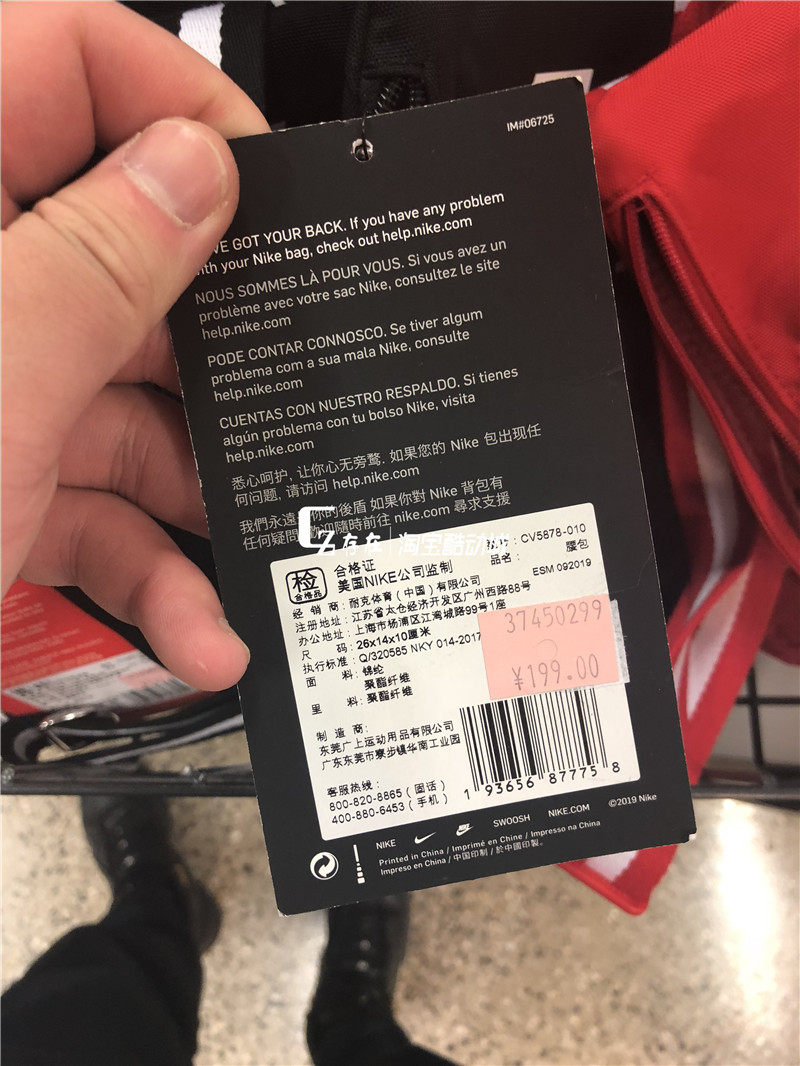 IM#06725
VE GOT YOUR BACK. If you have any problem
with your Nike bag, check out help.nike.com
NOUS SOMMES LÀ POUR VOUS. Si vous avez un
problème avec votre sac Nike, consultez le site
help.nike.com
PODE CONTAR CONNOSCO. Se tiver algum
problema com a sua mala Nike, consulte
help.nike.com
CUENTAS CON NUESTRO RESPALDO. Si tienes
algún problema con tu bolso Nike, visita
help.nike.com
悉心呵护, 让你心无旁骛. 如果您的 Nike 包出现任
何问题, 请访问 help.nike.com
我們永遠 你的後盾 如果你對 Nike 背包有
任何疑問 歡迎隨時前往 nike.com 尋求支援
存在 淘宝酷动
检
合格品
合格证
美国NIKE公司监制
CV5878-010
品名: 腰包
ESM 092019
经 销 商: 耐克体育(中国)有限公司
注册地址: 江苏省太仓经济开发区广州西路88号
办公地址: 上海市杨浦区江湾城路99号1座
尺 码: 26x14x10厘米
执行标准: Q/320585 NKY 014-2017
面 料: 锦纶
聚酯纤维
里 料: 聚酯纤维
37450299
¥199.00
制 造 商:
东莞广上运动用品有限公司
广东东莞市寮步镇华南工业园
客服热线:
800-820-8865 (固话)
400-880-6453 (手机)
1 93656 87775 8
NIKE SWOOSH NIKE.COM ©2019 Nike
Printed in China / Imprimé en Chine / Impresso na China
Impreso en China / 中国印制 / 於中國印製。